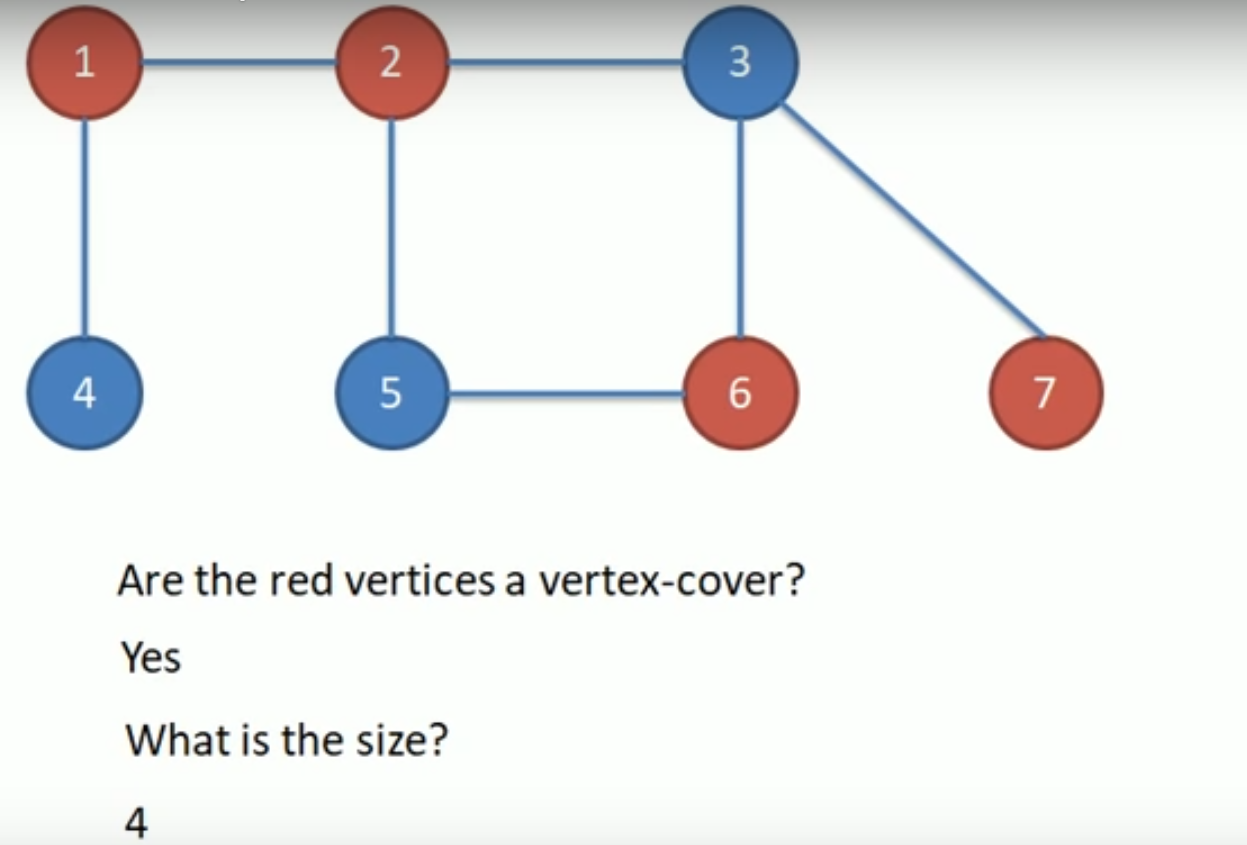 1 2 3
4 5 6 7
Are the red vertices a vertex-cover?
Yes
What is the size?
4